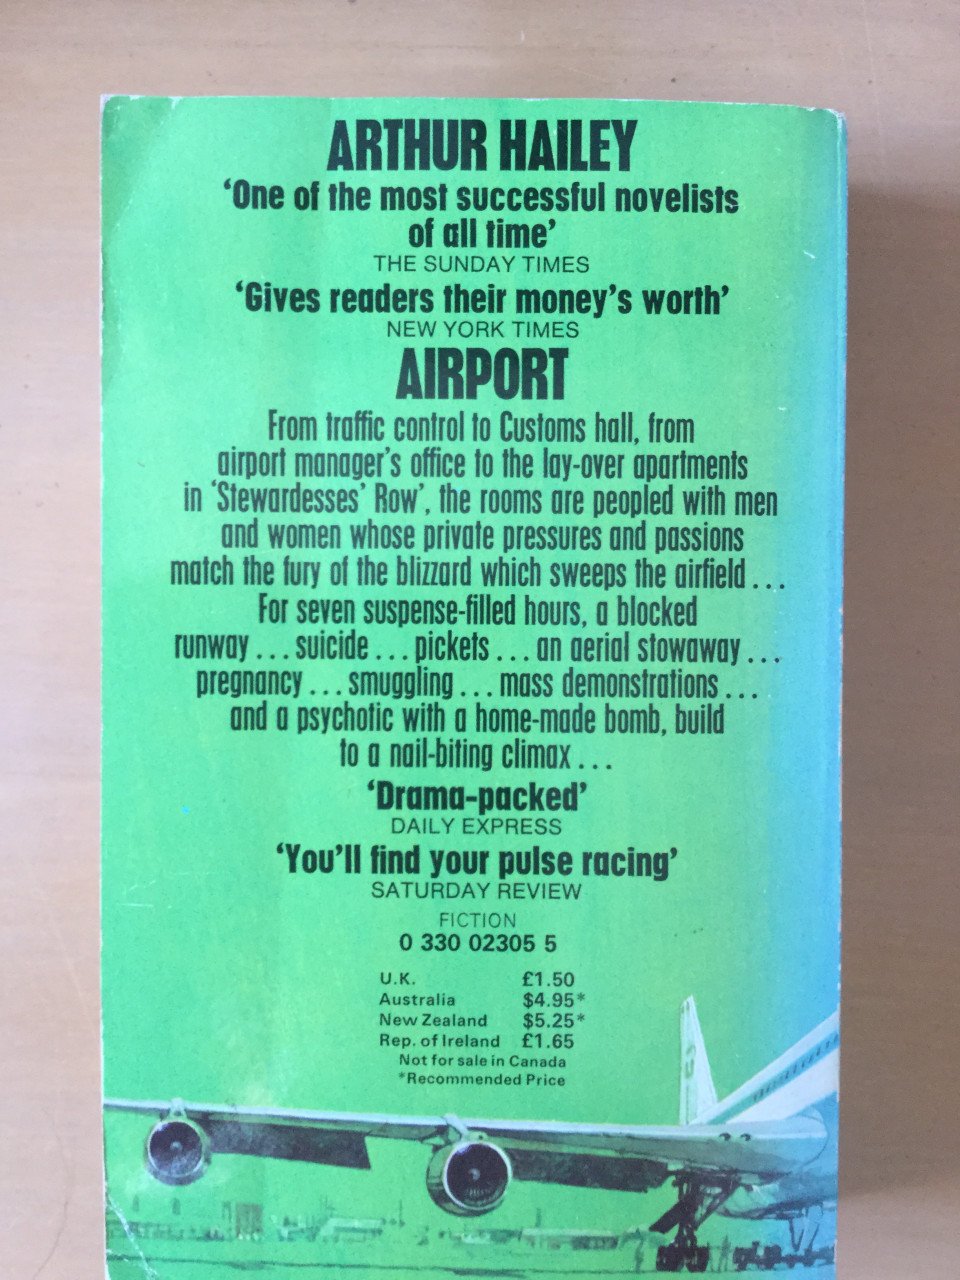 ARTHUR HAILEY
‘One of the most successful novelists
of all time’
THE SUNDAY TIMES
‘Gives readers their money’s worth’
NEW YORK TIMES
AIRPORT
From traffic control to Customs hall, from
airport manager’s office to the lay-over apartments
in ‘Stewardesses’ Row’, the rooms are peopled with men
and women whose private pressures and passions
match the fury of the blizzard which sweeps the airfield . . .
For seven suspense-filled hours, a blocked
runway . . . suicide . . . pickets . . . an aerial stowaway . . .
pregnancy . . . smuggling . . . mass demonstrations . . .
and a psychotic with a home-made bomb, build
to a nail-biting climax . . .
‘Drama-packed’
DAILY EXPRESS
‘You’ll find your pulse racing’
SATURDAY REVIEW
FICTION
0 330 02305 5
U.K. £1.50
Australia $4.95*
New Zealand $5.25*
Rep. of Ireland £1.65
Not for sale in Canada
*Recommended Price